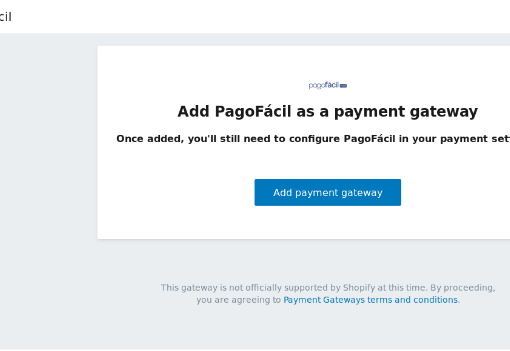 cil
pagofácil
Add PagoFácil as a payment gateway
Once added, you'll still need to configure PagoFácil in your payment set
Add payment gateway
This gateway is not officially supported by Shopify at this time. By proceeding,
you are agreeing to Payment Gateways terms and conditions.